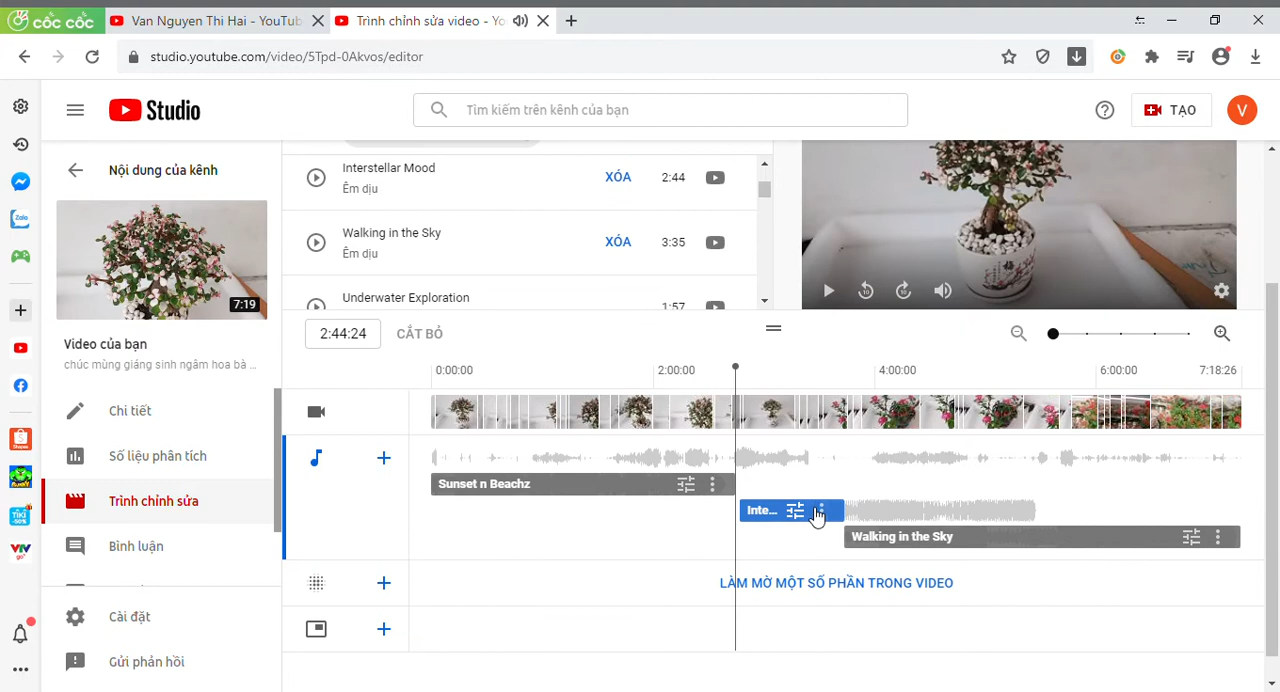 cốc cốc
Van Nguyen Thi Hai - YouTub
Trình chỉnh sửa video - Yo
studio.youtube.com/video/5Tpd-0Akvos/editor
Studio
Tìm kiếm trên kênh của bạn
TẠO
V
Nội dung của kênh
7:19
Video của bạn
chúc mùng giáng sinh ngâm hoa bà ...
Chi tiết
Số liệu phân tích
Trình chỉnh sửa
Bình luận
Cài đặt
Gửi phản hồi
Interstellar Mood
Êm dịu
XÓA
2:44
Walking in the Sky
Êm dịu
XÓA
3:35
Underwater Exploration
1:57
2:44:24
CẮT BỎ
0:00:00
2:00:00
4:00:00
6:00:00
7:18:26
Sunset n Beachz
Inte...
Walking in the Sky
LÀM MỜ MỘT SỐ PHẦN TRONG VIDEO
Zalo
10
10